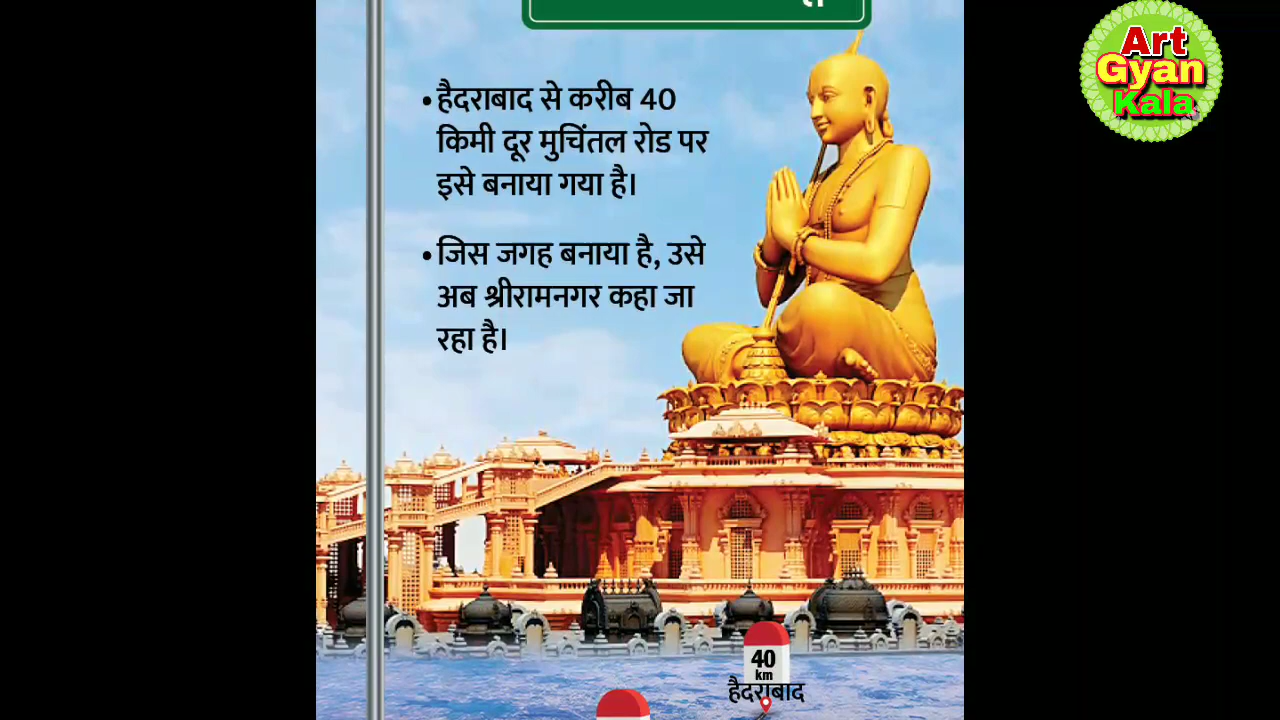 Art
Gyan
Kala
• हैदराबाद से करीब 40
किमी दूर मुचिंतल रोड पर
इसे बनाया गया है।
• जिस जगह बनाया है, उसे
अब श्रीरामनगर कहा जा
रहा है।
40
km
हैदराबाद